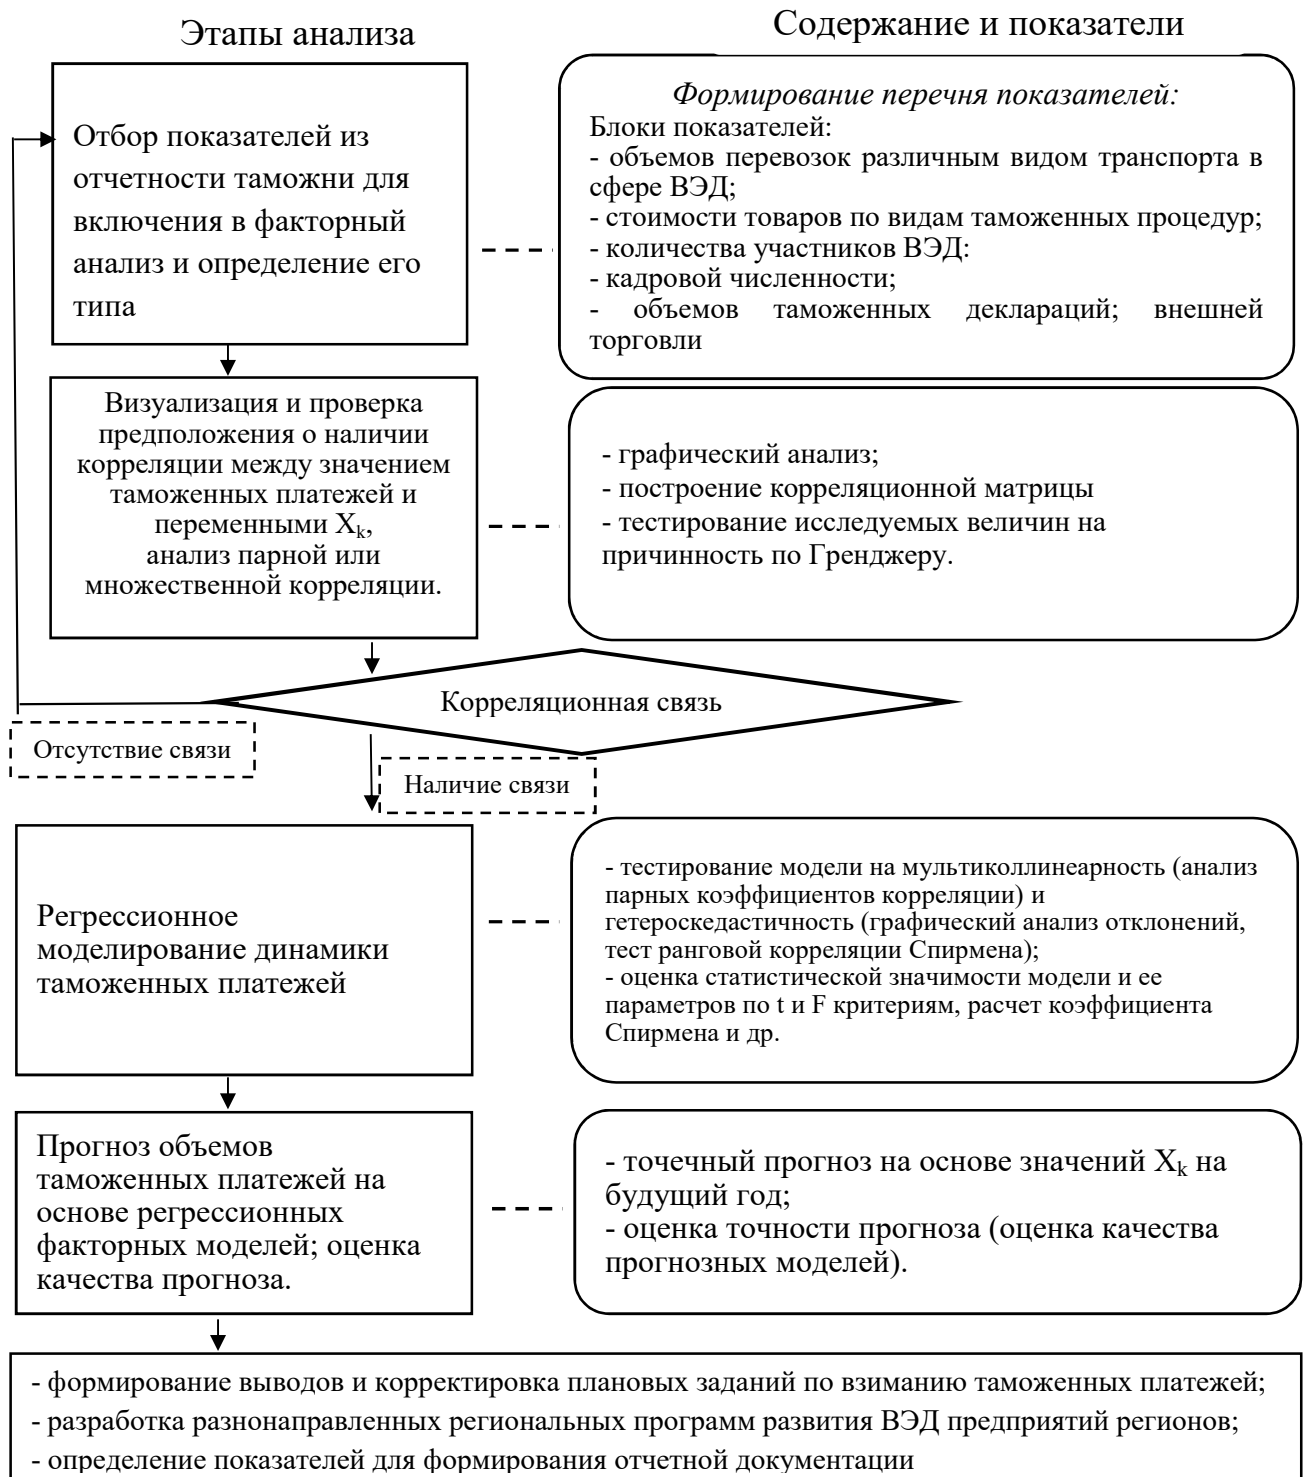 Этапы анализа
Содержание и показатели
Отбор показателей из
отчетности таможни для
включения в факторный
анализ и определение его
типа
Формирование перечня показателей:
Блоки показателей:
- объемов перевозок различным видом транспорта в
сфере ВЭД;
- стоимости товаров по видам таможенных процедур;
- количества участников ВЭД:
- кадровой численности;
- объемов таможенных деклараций; внешней
торговли
Визуализация и проверка
предположения о наличии
корреляции между значением
таможенных платежей и
переменными X_k,
анализ парной или
множественной корреляции.
- графический анализ;
- построение корреляционной матрицы
- тестирование исследуемых величин на
причинность по Гренджеру.
Корреляционная связь
Отсутствие связи
Наличие связи
Регрессионное
моделирование динамики
таможенных платежей
- тестирование модели на мультиколлинеарность (анализ
парных коэффициентов корреляции) и
гетероскедастичность (графический анализ отклонений,
тест ранговой корреляции Спирмена);
- оценка статистической значимости модели и ее
параметров по t и F критериям, расчет коэффициента
Спирмена и др.
Прогноз объемов
таможенных платежей на
основе регрессионных
факторных моделей; оценка
качества прогноза.
- точечный прогноз на основе значений X_k на
будущий год;
- оценка точности прогноза (оценка качества
прогнозных моделей).
- формирование выводов и корректировка плановых заданий по взиманию таможенных платежей;
- разработка разнонаправленных региональных программ развития ВЭД предприятий регионов;
- определение показателей для формирования отчетной документации